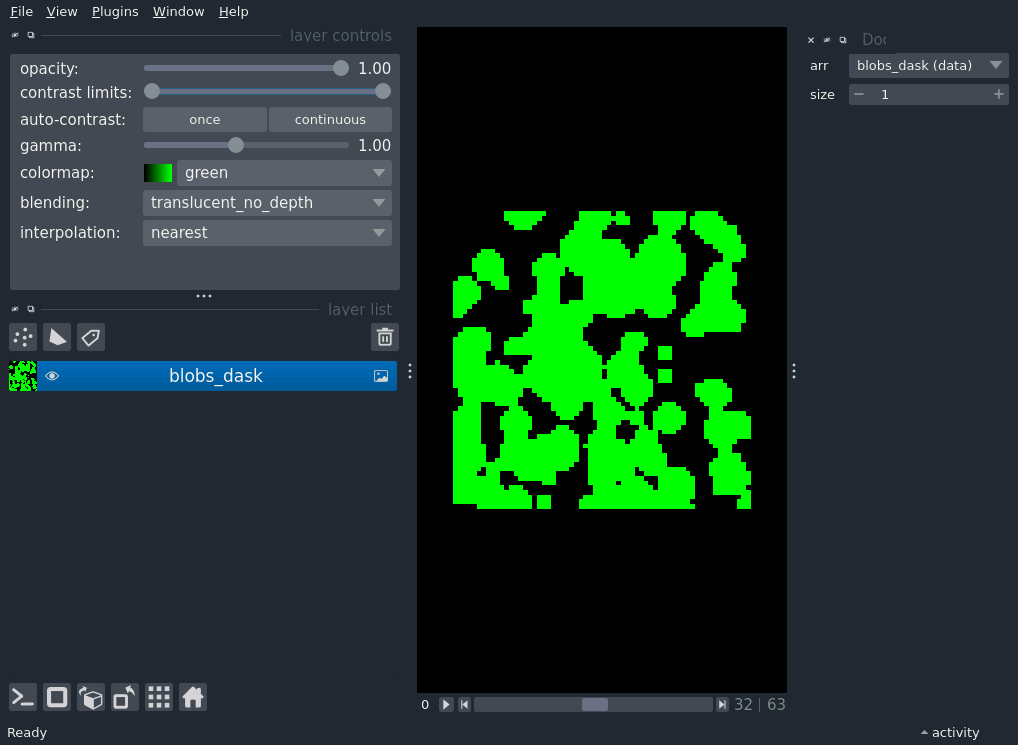 File View Plugins Window Help
layer controls
opacity: 1.00
contrast limits:
auto-contrast: once continuous
gamma: 1.00
colormap: green
blending: translucent_no_depth
interpolation: nearest
layer list
blobs_dask
arr blobs_dask (data)
size 1
0 32 | 63
Ready
activity